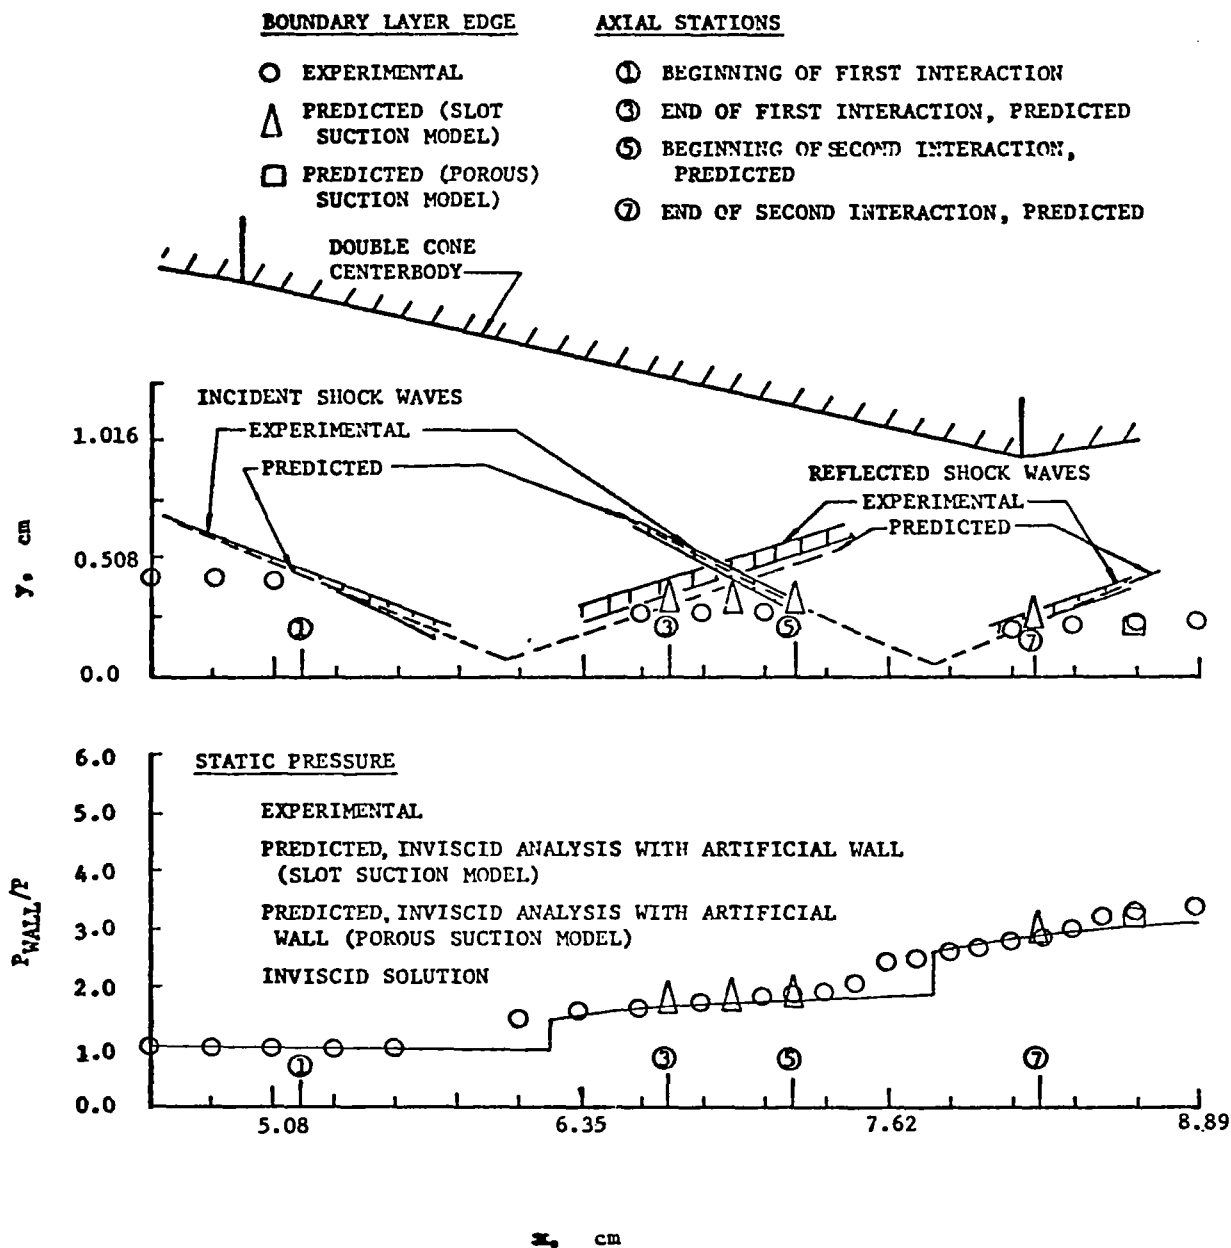 BOUNDARY LAYER EDGE
EXPERIMENTAL
PREDICTED (SLOT
SUCTION MODEL)
PREDICTED (POROUS)
SUCTION MODEL)
AXIAL STATIONS
① BEGINNING OF FIRST INTERACTION
③ END OF FIRST INTERACTION, PREDICTED
⑤ BEGINNING OF SECOND INTERACTION,
PREDICTED
⑦ END OF SECOND INTERACTION, PREDICTED
DOUBLE CONE
CENTERBODY
INCIDENT SHOCK WAVES
EXPERIMENTAL
PREDICTED
REFLECTED SHOCK WAVES
EXPERIMENTAL
PREDICTED
y, cm
1.016
0.508
0.0
①
③
⑤
⑦
P_WALL/P
6.0
5.0
4.0
3.0
2.0
1.0
0.0
STATIC PRESSURE
EXPERIMENTAL
PREDICTED, INVISCID ANALYSIS WITH ARTIFICIAL WALL
(SLOT SUCTION MODEL)
PREDICTED, INVISCID ANALYSIS WITH ARTIFICIAL
WALL (POROUS SUCTION MODEL)
INVISCID SOLUTION
①
③
⑤
⑦
5.08
6.35
7.62
8.89
x, cm